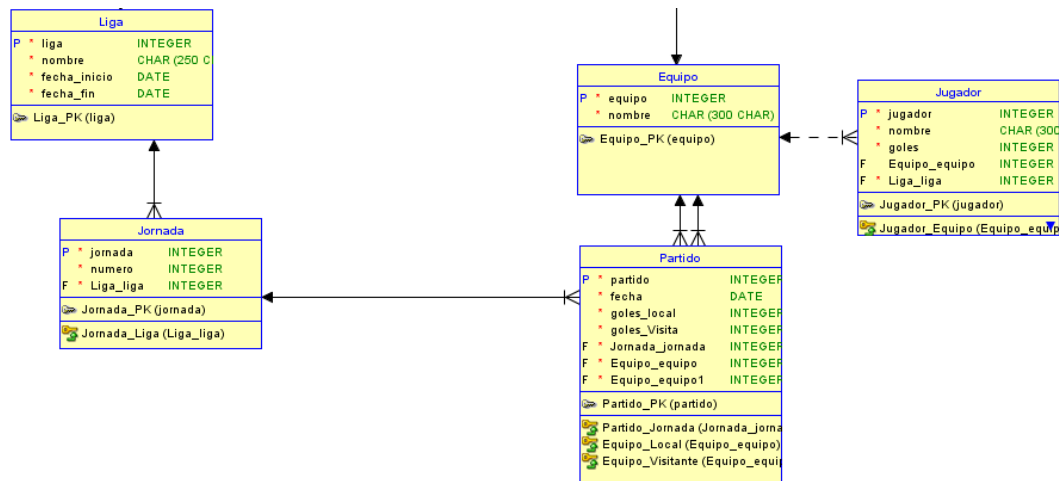 Liga
P * liga INTEGER
* nombre CHAR (250 C
* fecha_inicio DATE
* fecha_fin DATE
Liga_PK (liga)
Equipo
P * equipo INTEGER
* nombre CHAR (300 CHAR)
Equipo_PK (equipo)
Jugador
P * jugador INTEGER
* nombre CHAR (300
* goles INTEGER
F Equipo_equipo INTEGER
F * Liga_liga INTEGER
Jugador_PK (jugador)
Jugador_Equipo (Equipo_equip
Jornada
P * jornada INTEGER
* numero INTEGER
F * Liga_liga INTEGER
Jornada_PK (jornada)
Jornada_Liga (Liga_liga)
Partido
P * partido INTEGER
* fecha DATE
* goles_local INTEGER
* goles_Visita INTEGER
F * Jornada_jornada INTEGER
F * Equipo_equipo INTEGER
F * Equipo_equipo1 INTEGER
Partido_PK (partido)
Partido_Jornada (Jornada_jorna
Equipo_Local (Equipo_equipo)
Equipo_Visitante (Equipo_equi